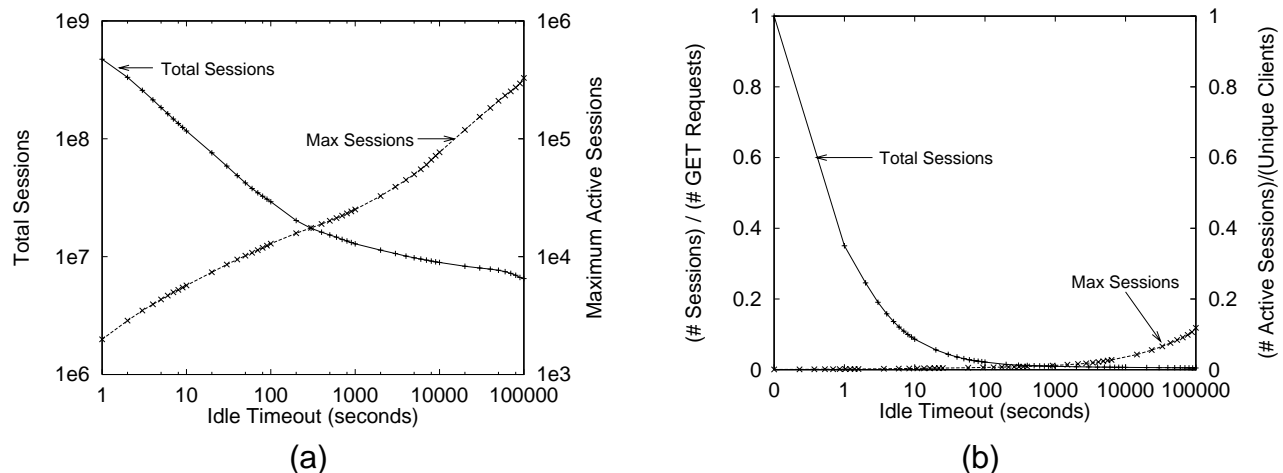 1e9
1e8
1e7
1e6
Total Sessions
1e6
1e5
1e4
1e3
Maximum Active Sessions
Total Sessions
Max Sessions
1 10 100 1000 10000 100000
Idle Timeout (seconds)
(a)
1
0.8
0.6
0.4
0.2
0
(# Sessions) / (# GET Requests)
1
0.8
0.6
0.4
0.2
0
(# Active Sessions)/(Unique Clients)
Total Sessions
Max Sessions
0 1 10 100 1000 10000 100000
Idle Timeout (seconds)
(b)